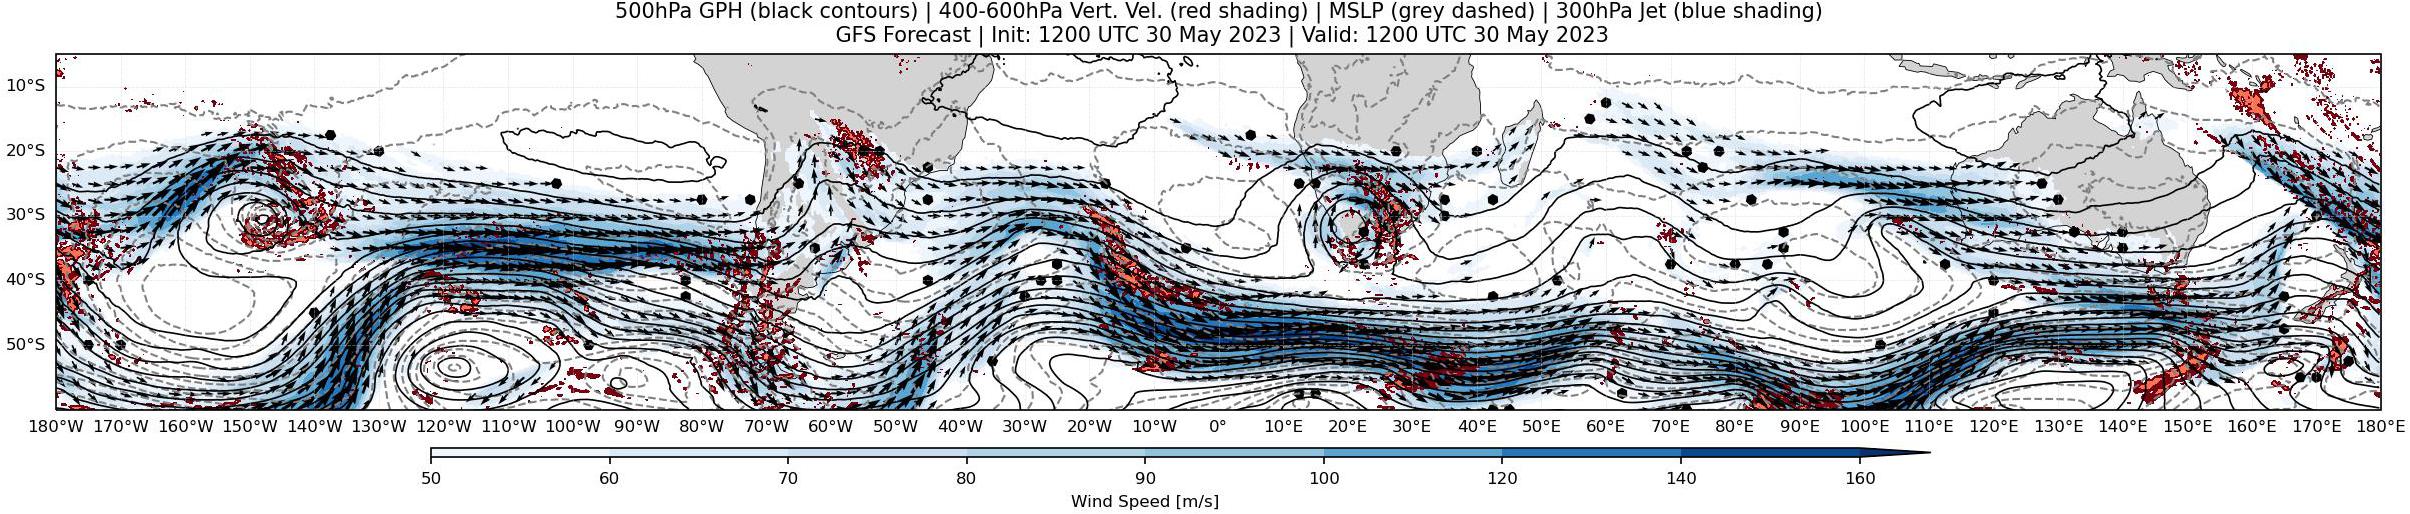 500hPa GPH (black contours) | 400-600hPa Vert. Vel. (red shading) | MSLP (grey dashed) | 300hPa Jet (blue shading)
GFS Forecast | Init: 1200 UTC 30 May 2023 | Valid: 1200 UTC 30 May 2023
10°S
20°S
30°S
40°S
50°S
180°W 170°W 160°W 150°W 140°W 130°W 120°W 110°W 100°W 90°W 80°W 70°W 60°W 50°W 40°W 30°W 20°W 10°W 0° 10°E 20°E 30°E 40°E 50°E 60°E 70°E 80°E 90°E 100°E 110°E 120°E 130°E 140°E 150°E 160°E 170°E 180°E
50 60 70 80 90 100 120 140 160
Wind Speed [m/s]